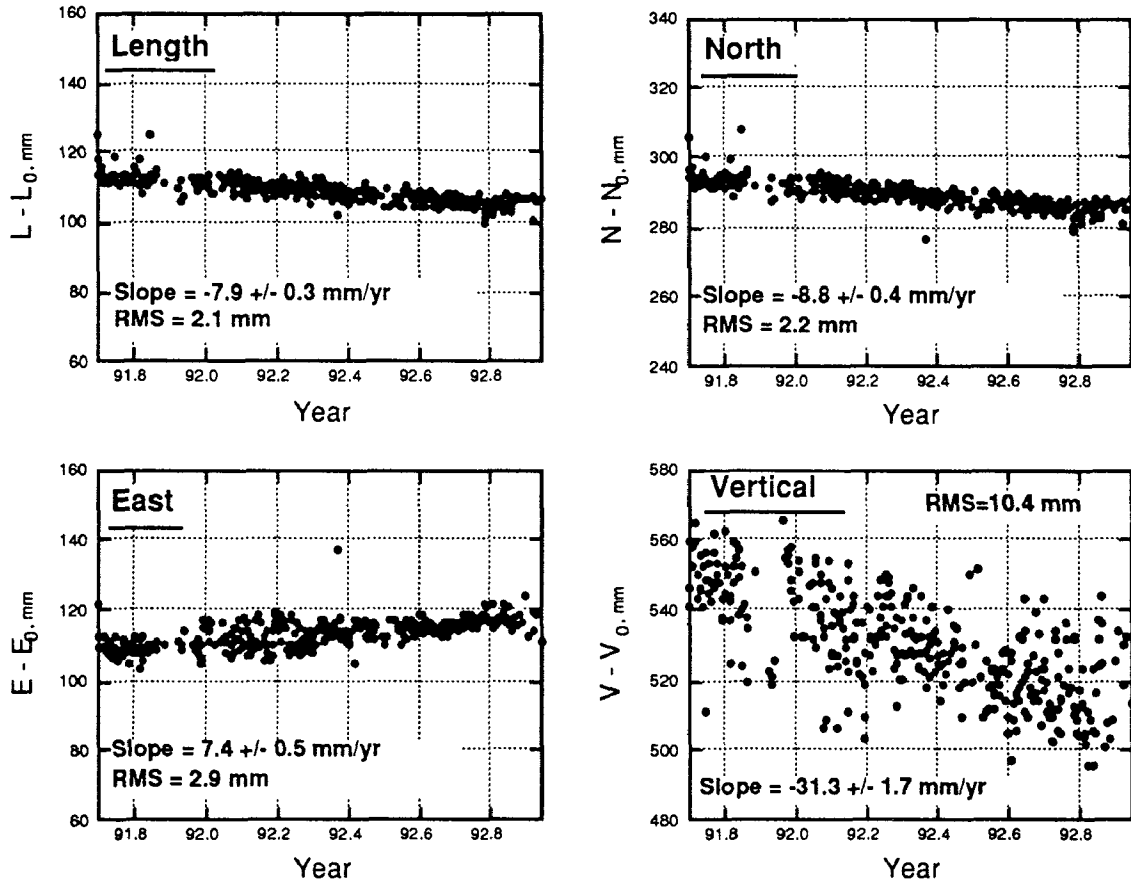 Length
160
140
120
100
80
60
L - L0, mm
Slope = -7.9 +/- 0.3 mm/yr
RMS = 2.1 mm
91.8 92.0 92.2 92.4 92.6 92.8
Year
North
340
320
300
280
260
240
N - N0, mm
Slope = -8.8 +/- 0.4 mm/yr
RMS = 2.2 mm
91.8 92.0 92.2 92.4 92.6 92.8
Year
East
160
140
120
100
80
60
E - E0, mm
Slope = 7.4 +/- 0.5 mm/yr
RMS = 2.9 mm
91.8 92.0 92.2 92.4 92.6 92.8
Year
Vertical
RMS=10.4 mm
580
560
540
520
500
480
V - V0, mm
Slope = -31.3 +/- 1.7 mm/yr
91.8 92.0 92.2 92.4 92.6 92.8
Year